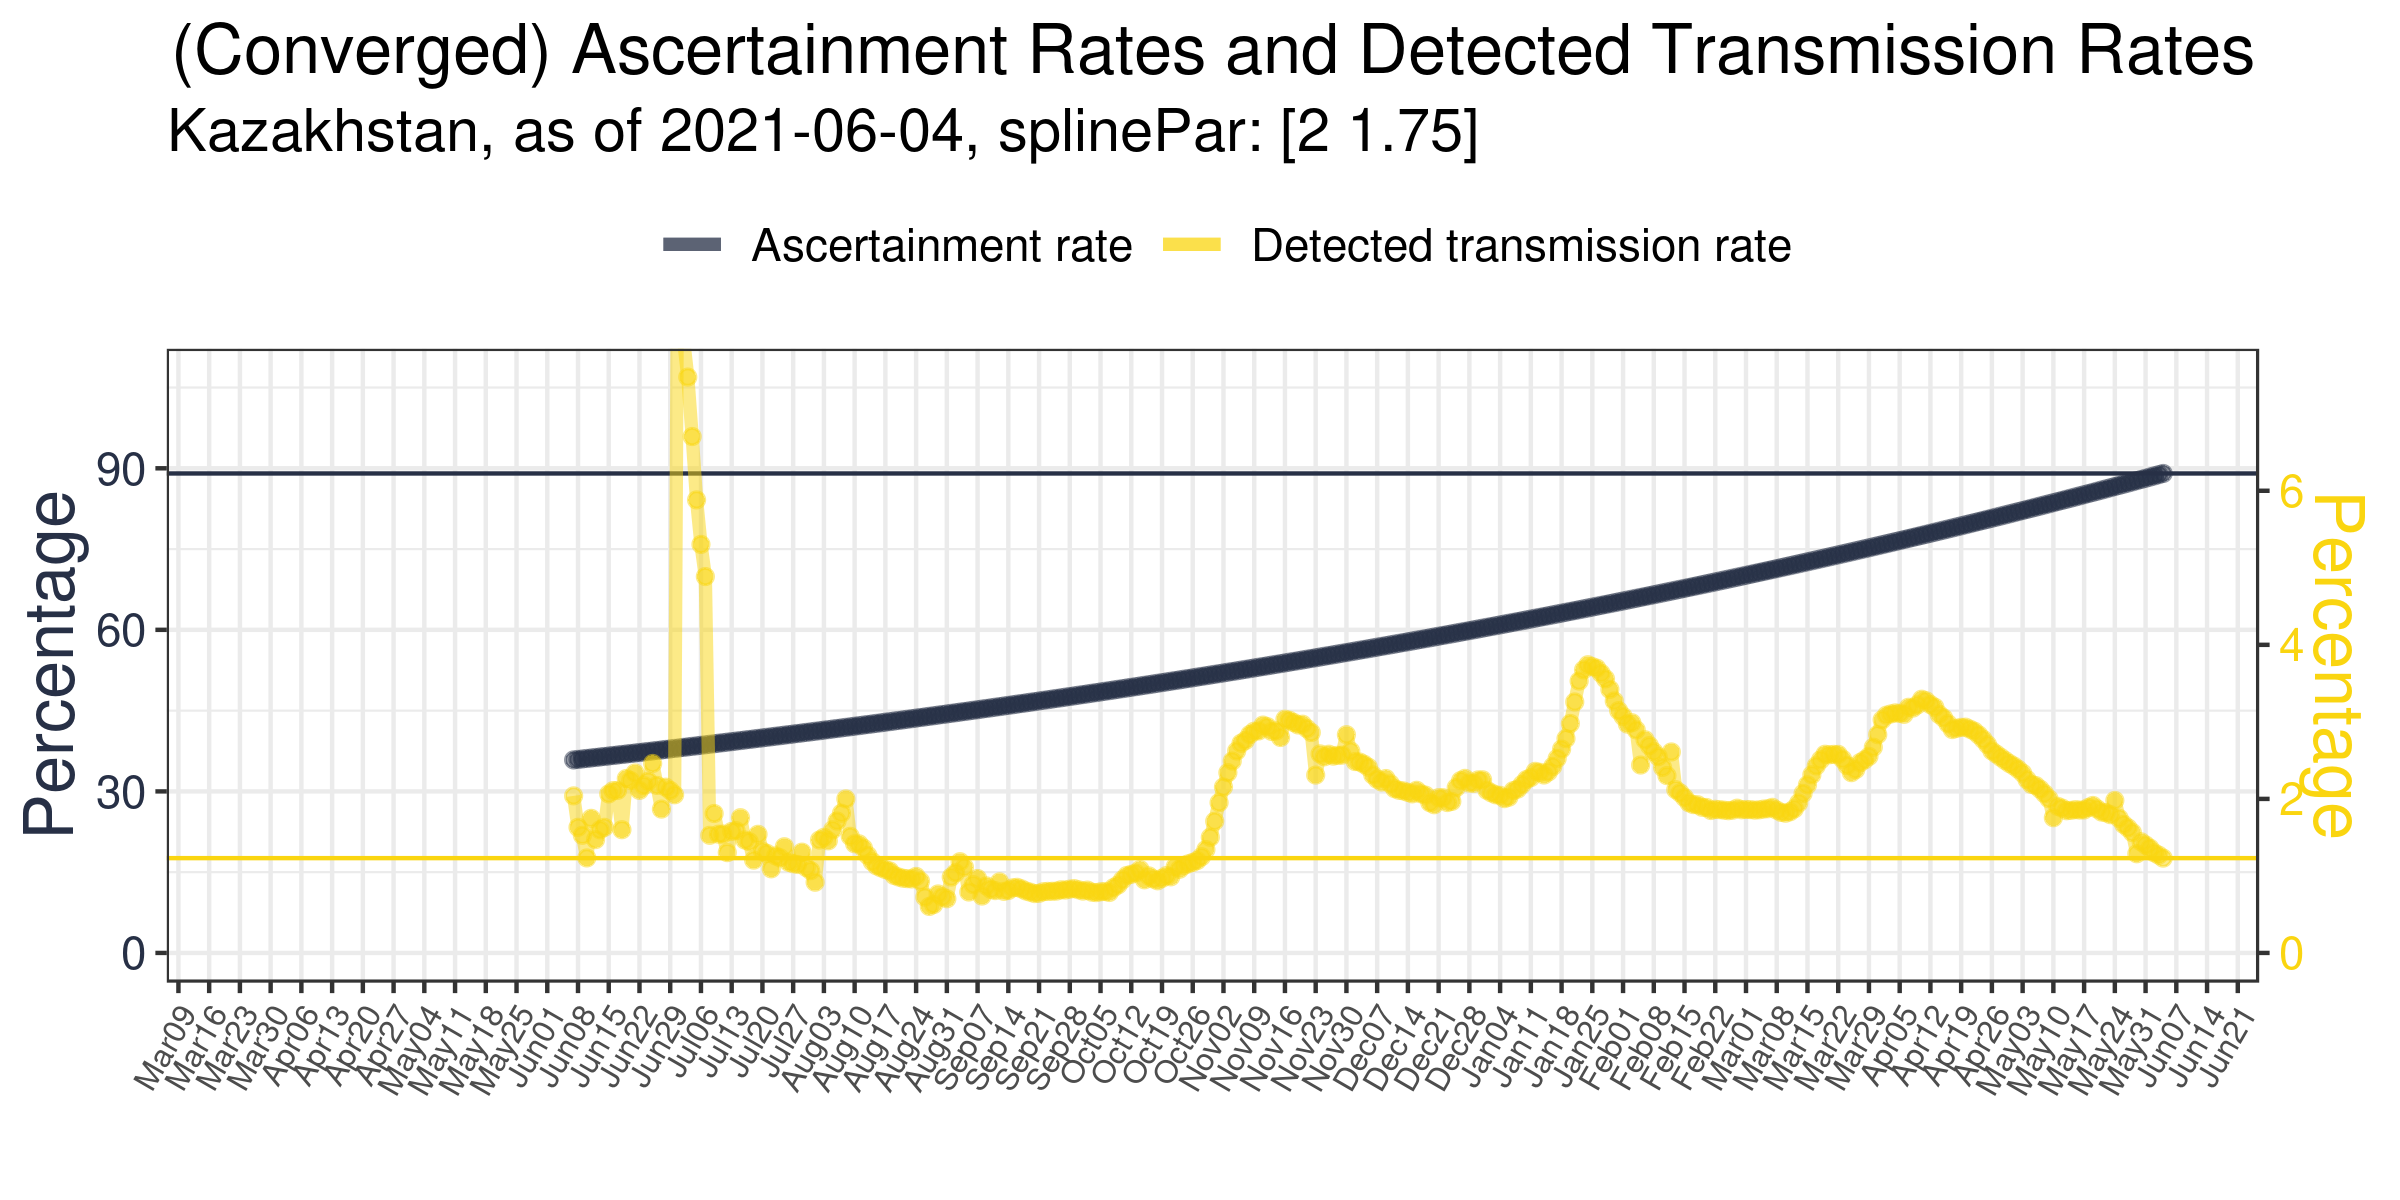 (Converged) Ascertainment Rates and Detected Transmission Rates
Kazakhstan, as of 2021-06-04, splinePar: [2 1.75]
Ascertainment rate Detected transmission rate
Percentage
90
60
30
0
6
4
2
0
Percentage
Mar09 Mar16 Mar23 Mar30 Apr06 Apr13 Apr20 Apr27 May04 May11 May18 May25 Jun01 Jun08 Jun15 Jun22 Jun29 Jul06 Jul13 Jul20 Jul27 Aug03 Aug10 Aug17 Aug24 Aug31 Sep07 Sep14 Sep21 Sep28 Oct05 Oct12 Oct19 Oct26 Nov02 Nov09 Nov16 Nov23 Nov30 Dec07 Dec14 Dec21 Dec28 Jan04 Jan11 Jan18 Jan25 Feb01 Feb08 Feb15 Feb22 Mar01 Mar08 Mar15 Mar22 Mar29 Apr05 Apr12 Apr19 Apr26 May03 May10 May17 May24 May31 Jun07 Jun14 Jun21